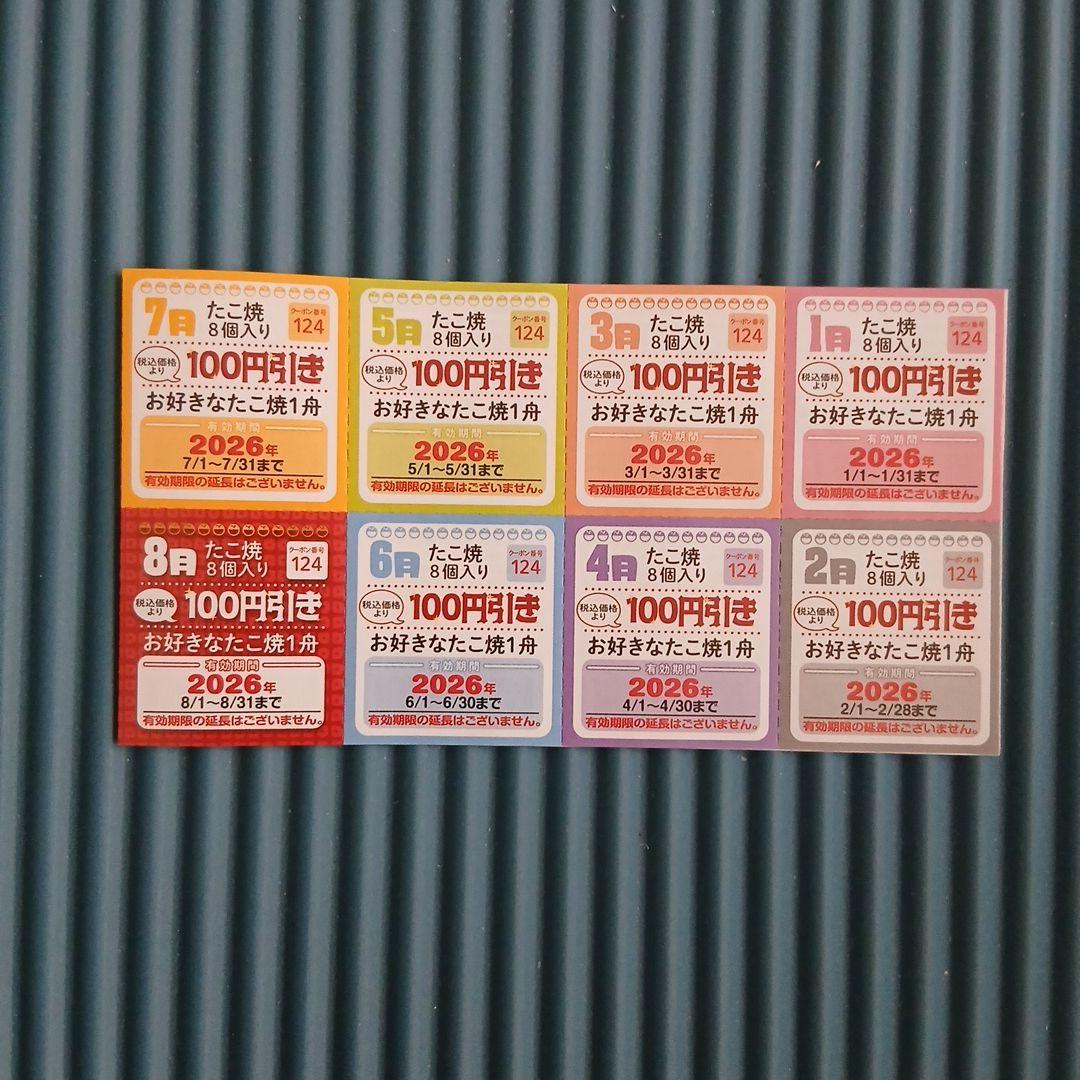 7月
たこ焼
8個入り
クーポン番号
124
税込価格
より
100円引き
お好きなたこ焼1舟
有効期間
2026年
7/1～7/31まで
有効期限の延長はございません。
5月
たこ焼
8個入り
クーポン番号
124
税込価格
より
100円引き
お好きなたこ焼1舟
有効期間
2026年
5/1～5/31まで
有効期限の延長はございません。
3月
たこ焼
8個入り
クーポン番号
124
税込価格
より
100円引き
お好きなたこ焼1舟
有効期間
2026年
3/1～3/31まで
有効期限の延長はございません。
1月
たこ焼
8個入り
クーポン番号
124
税込価格
より
100円引き
お好きなたこ焼1舟
有効期間
2026年
1/1～1/31まで
有効期限の延長はございません。
8月
たこ焼
8個入り
クーポン番号
124
税込価格
より
100円引き
お好きなたこ焼1舟
有効期間
2026年
8/1～8/31まで
有効期限の延長はございません。
6月
たこ焼
8個入り
クーポン番号
124
税込価格
より
100円引き
お好きなたこ焼1舟
有効期間
2026年
6/1～6/30まで
有効期限の延長はございません。
4月
たこ焼
8個入り
クーポン番号
124
税込価格
より
100円引き
お好きなたこ焼1舟
有効期間
2026年
4/1～4/30まで
有効期限の延長はございません。
2月
たこ焼
8個入り
クーポン番号
124
税込価格
より
100円引き
お好きなたこ焼1舟
有効期間
2026年
2/1～2/28まで
有効期限の延長はございません。